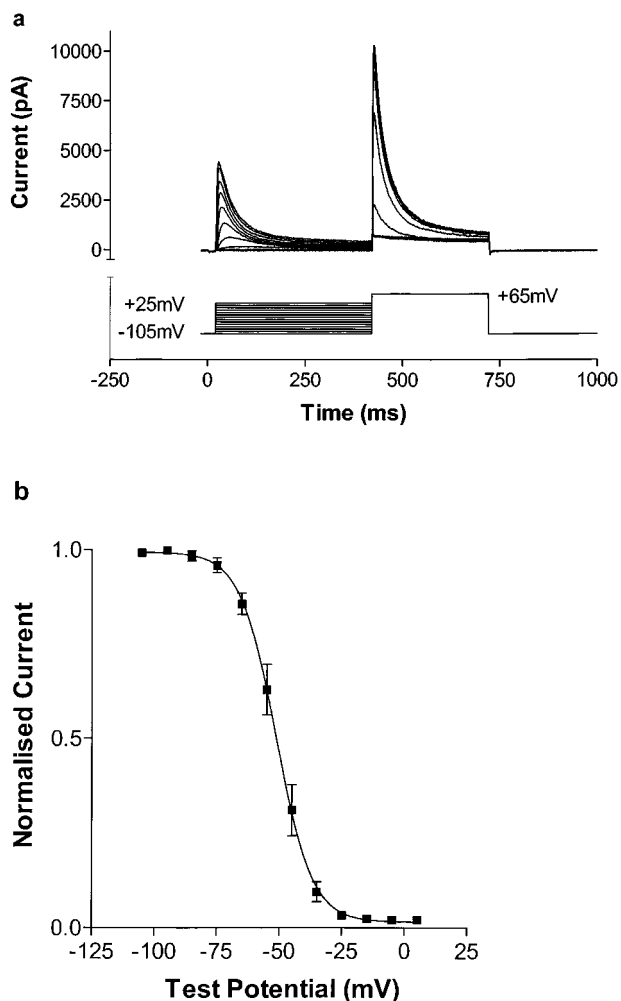 a
Current (pA)
10000
7500
5000
2500
0
+25mV
-105mV
+65mV
-250 0 250 500 750 1000
Time (ms)
b
Normalised Current
1.0
0.5
0.0
-125 -100 -75 -50 -25 0 25
Test Potential (mV)